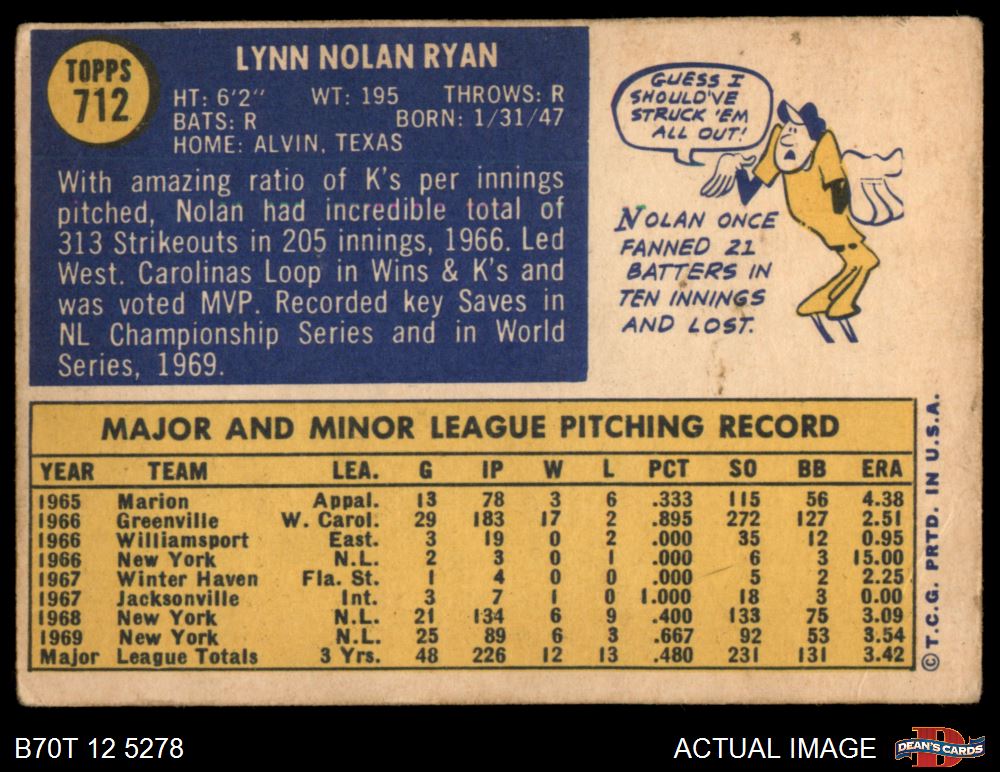 TOPPS
712
LYNN NOLAN RYAN
HT: 6'2" WT: 195 THROWS: R
BATS: R BORN: 1/31/47
HOME: ALVIN, TEXAS
With amazing ratio of K's per innings
pitched, Nolan had incredible total of
313 Strikeouts in 205 innings, 1966. Led
West. Carolinas Loop in Wins & K's and
was voted MVP. Recorded key Saves in
NL Championship Series and in World
Series, 1969.
GUESS I
SHOULD'VE
STRUCK 'EM
ALL OUT!
NOLAN ONCE
FANNED 21
BATTERS IN
TEN INNINGS
AND LOST.
MAJOR AND MINOR LEAGUE PITCHING RECORD
YEAR TEAM LEA. G IP W L PCT SO BB ERA
1965 Marion Appal. 13 78 3 6 .333 115 56 4.38
1966 Greenville W. Carol. 29 183 17 2 .895 272 127 2.51
1966 Williamsport East. 3 19 0 2 .000 35 12 0.95
1966 New York N.L. 2 3 0 1 .000 6 3 15.00
1967 Winter Haven Fla. St. 1 4 0 0 .000 5 2 2.25
1967 Jacksonville Int. 3 7 1 0 1.000 18 3 0.00
1968 New York N.L. 21 134 6 9 .400 133 75 3.09
1969 New York N.L. 25 89 6 3 .667 92 53 3.54
Major League Totals 3 Yrs. 48 226 12 13 .480 231 131 3.42
© T.C.G. PRTD. IN U.S.A.
B70T 12 5278
ACTUAL IMAGE
D
DEAN'S CARDS